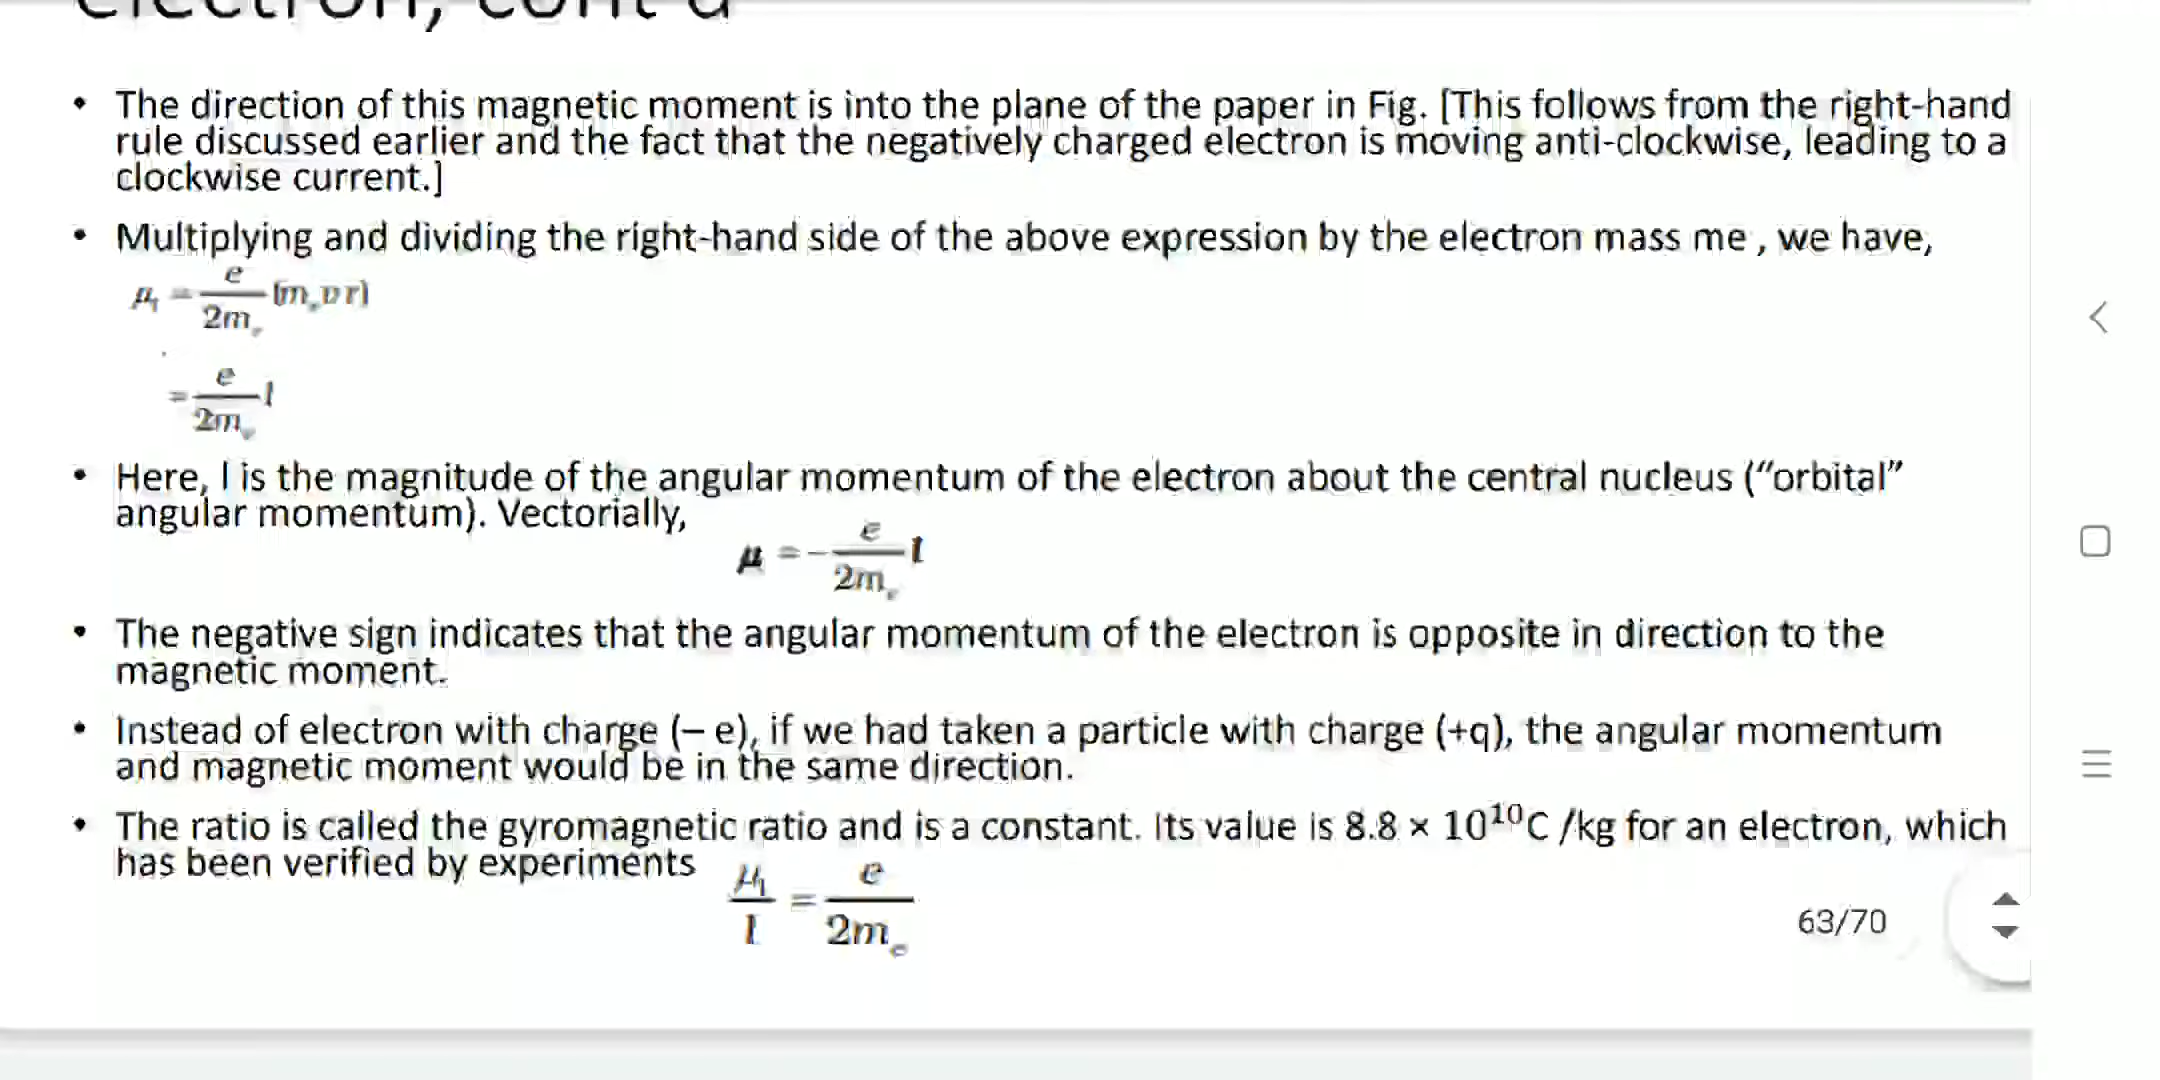 electron, cont'd
• The direction of this magnetic moment is into the plane of the paper in Fig. [This follows from the right-hand
rule discussed earlier and the fact that the negatively charged electron is moving anti-clockwise, leading to a
clockwise current.]
• Multiplying and dividing the right-hand side of the above expression by the electron mass me , we have,
μₗ = e/2mₑ (mₑ v r)
= e/2mₑ l
• Here, l is the magnitude of the angular momentum of the electron about the central nucleus (“orbital”
angular momentum). Vectorially,
μ = − e/2mₑ l
• The negative sign indicates that the angular momentum of the electron is opposite in direction to the
magnetic moment.
• Instead of electron with charge (– e), if we had taken a particle with charge (+q), the angular momentum
and magnetic moment would be in the same direction.
• The ratio is called the gyromagnetic ratio and is a constant. Its value is 8.8 × 10¹⁰C /kg for an electron, which
has been verified by experiments
μₗ/l = e/2mₑ
63/70